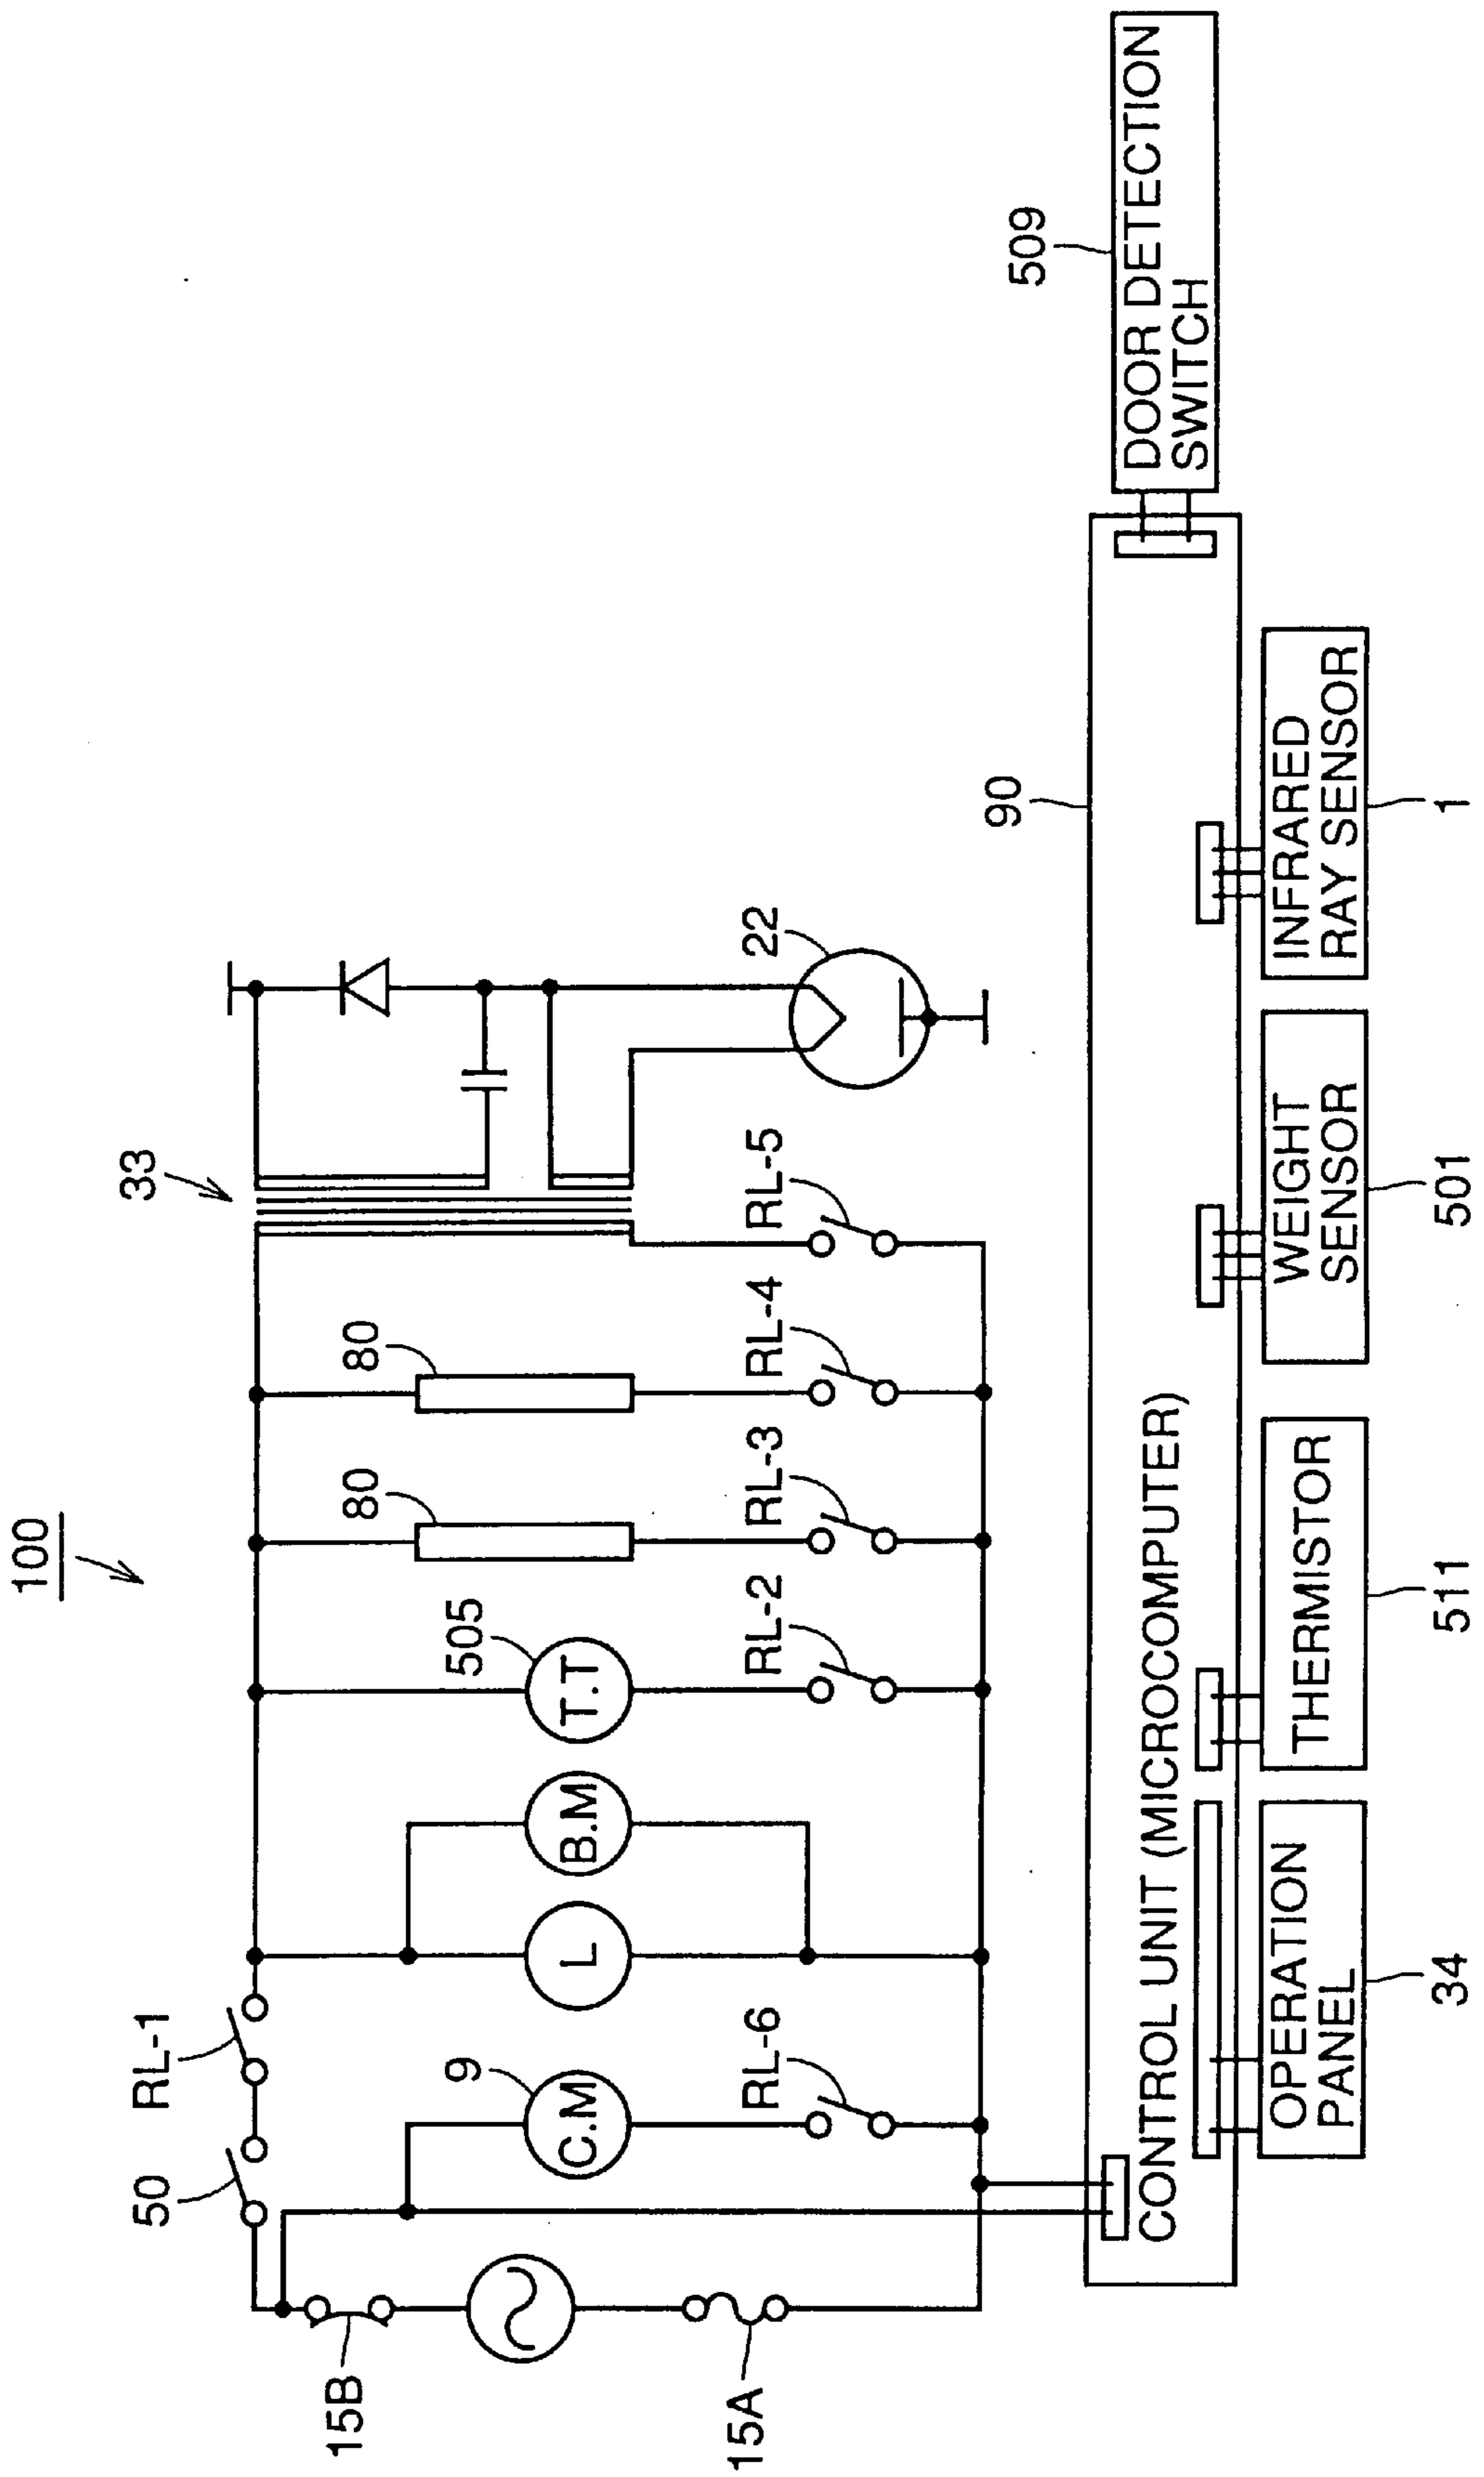 100
33
50
RL-1
15B
9
C.M
L
B.M
505
T.T
80
80
22
15A
RL-6
RL-2
RL-3
RL-4
RL-5
90
509
CONTROL UNIT (MICROCOMPUTER)
DOOR DETECTION
SWITCH
OPERATION
PANEL
THERMISTOR
WEIGHT
SENSOR
INFRARED
RAY SENSOR
34
511
501
1